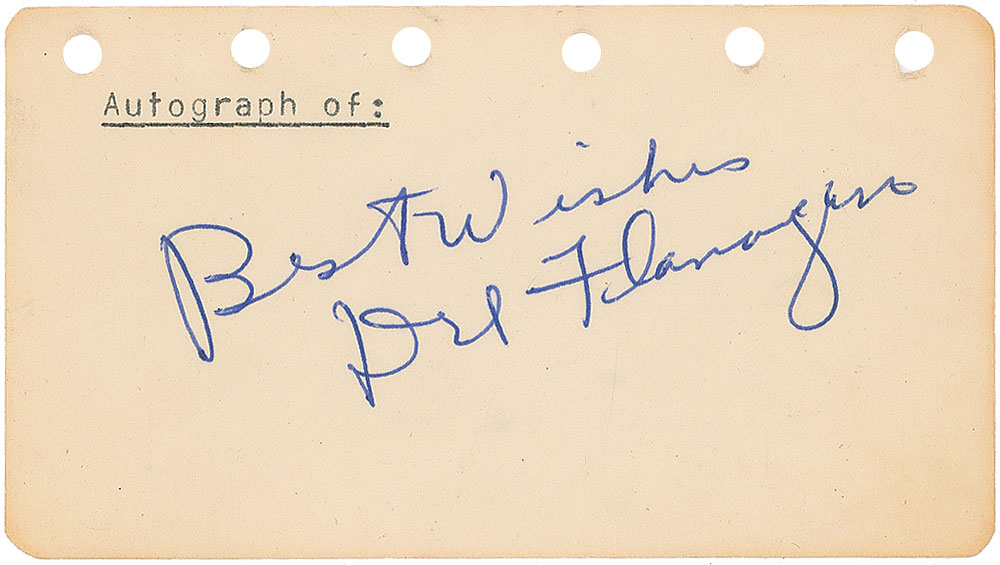 Autograph of:
Best Wishes
Del Flanagan